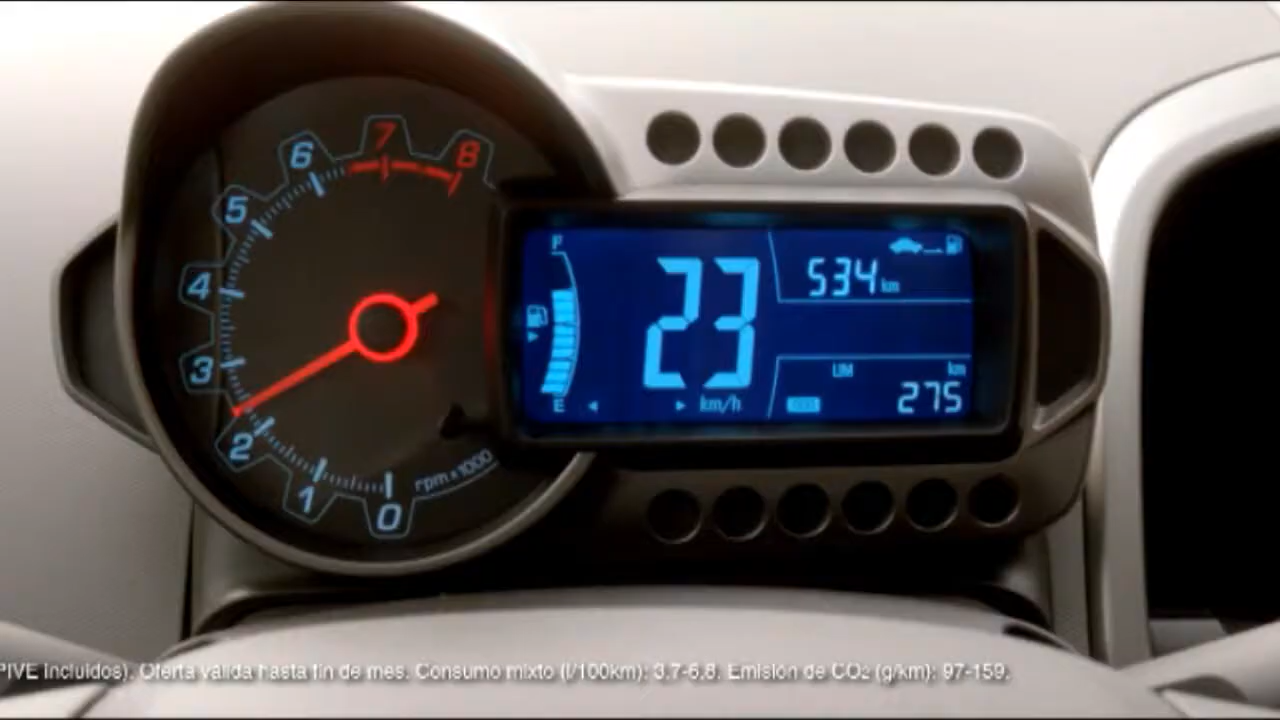 8
7
6
5
4
3
2
1
0
rpm x 1000
F
E
23
km/h
534 km
LIM
km
275
PIVE incluidos). Oferta válida hasta fin de mes. Consumo mixto (l/100km): 3,7-6,8. Emisión de CO₂ (g/km): 97-159.